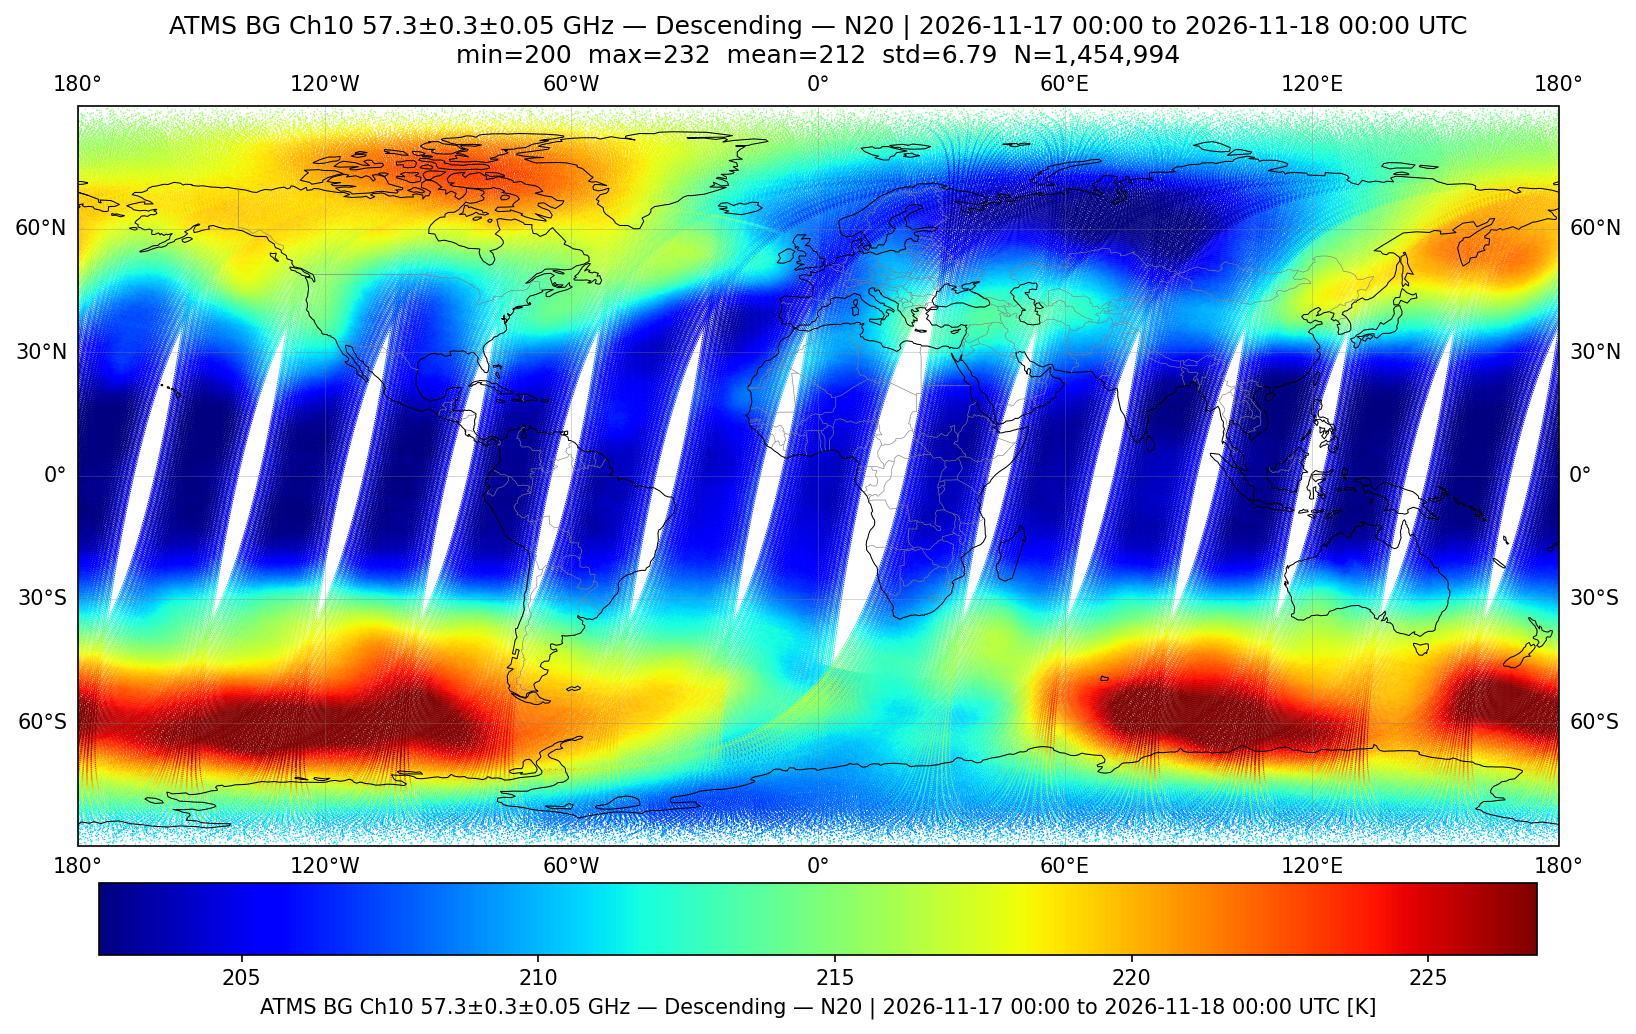 ATMS BG Ch10 57.3±0.3±0.05 GHz — Descending — N20 | 2026-11-17 00:00 to 2026-11-18 00:00 UTC
min=200 max=232 mean=212 std=6.79 N=1,454,994
180° 120°W 60°W 0° 60°E 120°E 180°
60°N 60°N
30°N 30°N
0° 0°
30°S 30°S
60°S 60°S
180° 120°W 60°W 0° 60°E 120°E 180°
205 210 215 220 225
ATMS BG Ch10 57.3±0.3±0.05 GHz — Descending — N20 | 2026-11-17 00:00 to 2026-11-18 00:00 UTC [K]